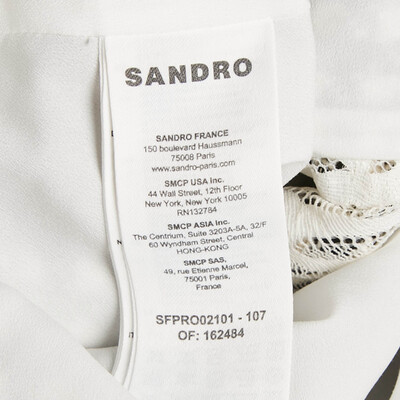 SANDRO
SANDRO FRANCE
150 boulevard Haussmann
75008 Paris
www.sandro-paris.com
SMCP USA Inc.
44 Wall Street, 12th Floor
New York, New York 10005
RN132784
SMCP ASIA Inc.
The Centrium, Suite 3203A-5A, 32/F
60 Wyndham Street, Central
HONG-KONG
SMCP SAS,
49, rue Etienne Marcel,
75001 Paris,
France
SFPRO02101 - 107
OF: 162484